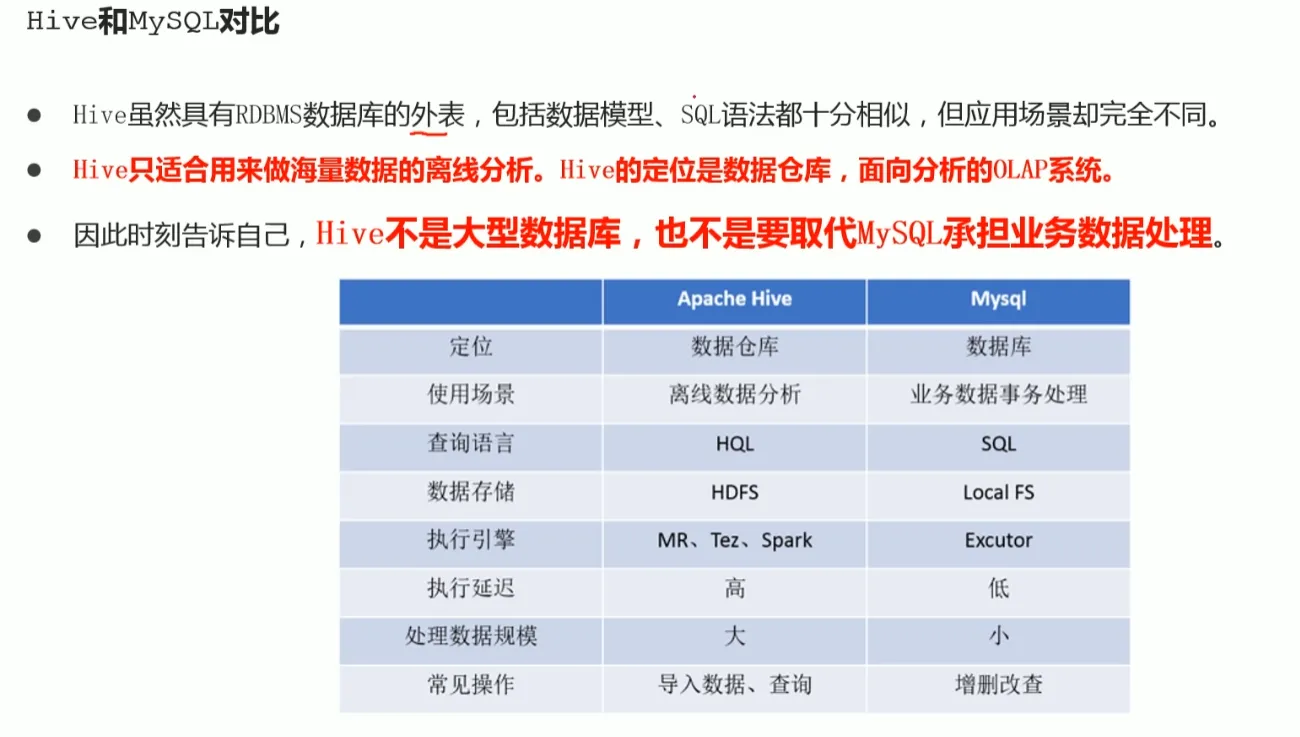 Hive和MySQL对比
Hive虽然具有RDBMS数据库的外表，包括数据模型、SQL语法都十分相似，但应用场景却完全不同。
Hive只适合用来做海量数据的离线分析。Hive的定位是数据仓库，面向分析的OLAP系统。
因此时刻告诉自己，Hive不是大型数据库，也不是要取代MySQL承担业务数据处理。
Apache Hive Mysql
定位 数据仓库 数据库
使用场景 离线数据分析 业务数据事务处理
查询语言 HQL SQL
数据存储 HDFS Local FS
执行引擎 MR、Tez、Spark Excutor
执行延迟 高 低
处理数据规模 大 小
常见操作 导入数据、查询 增删改查